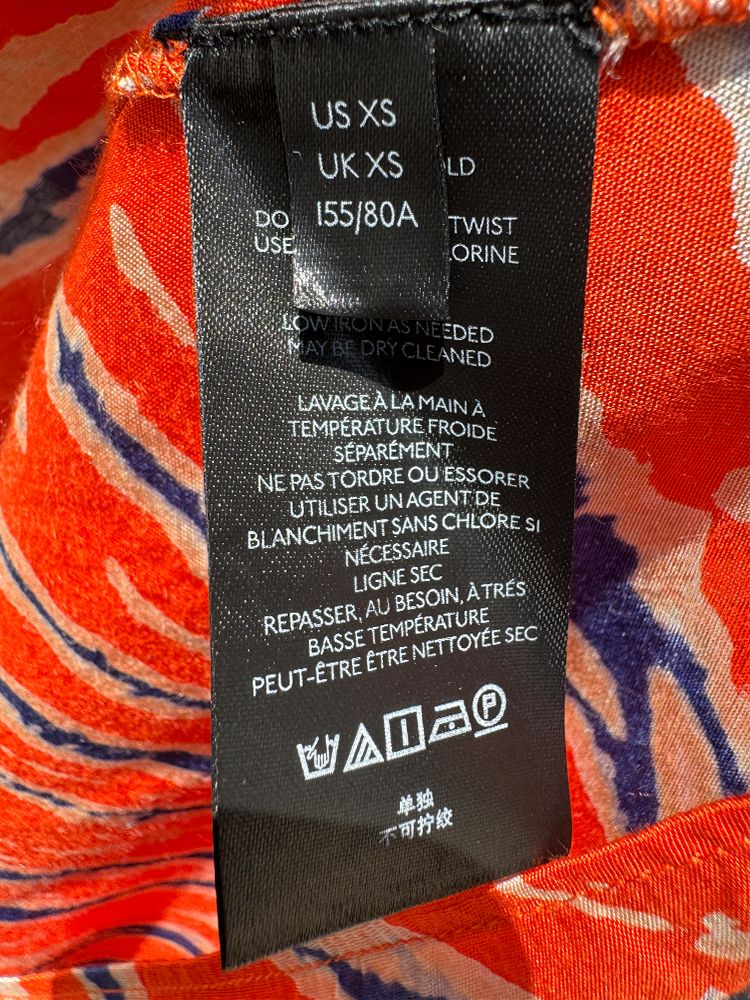 US XS
UK XS
155/80A
OLD
DO
TWIST
USE
LORINE
LOW IRON AS NEEDED
MAY BE DRY CLEANED
LAVAGE À LA MAIN À
TEMPÉRATURE FROIDE
SÉPARÉMENT
NE PAS TORDRE OU ESSORER
UTILISER UN AGENT DE
BLANCHIMENT SANS CHLORE SI
NÉCESSAIRE
LIGNE SEC
REPASSER, AU BESOIN, À TRÉS
BASSE TEMPÉRATURE
PEUT-ÊTRE ÊTRE NETTOYÉE SEC
P
单独
不可拧绞